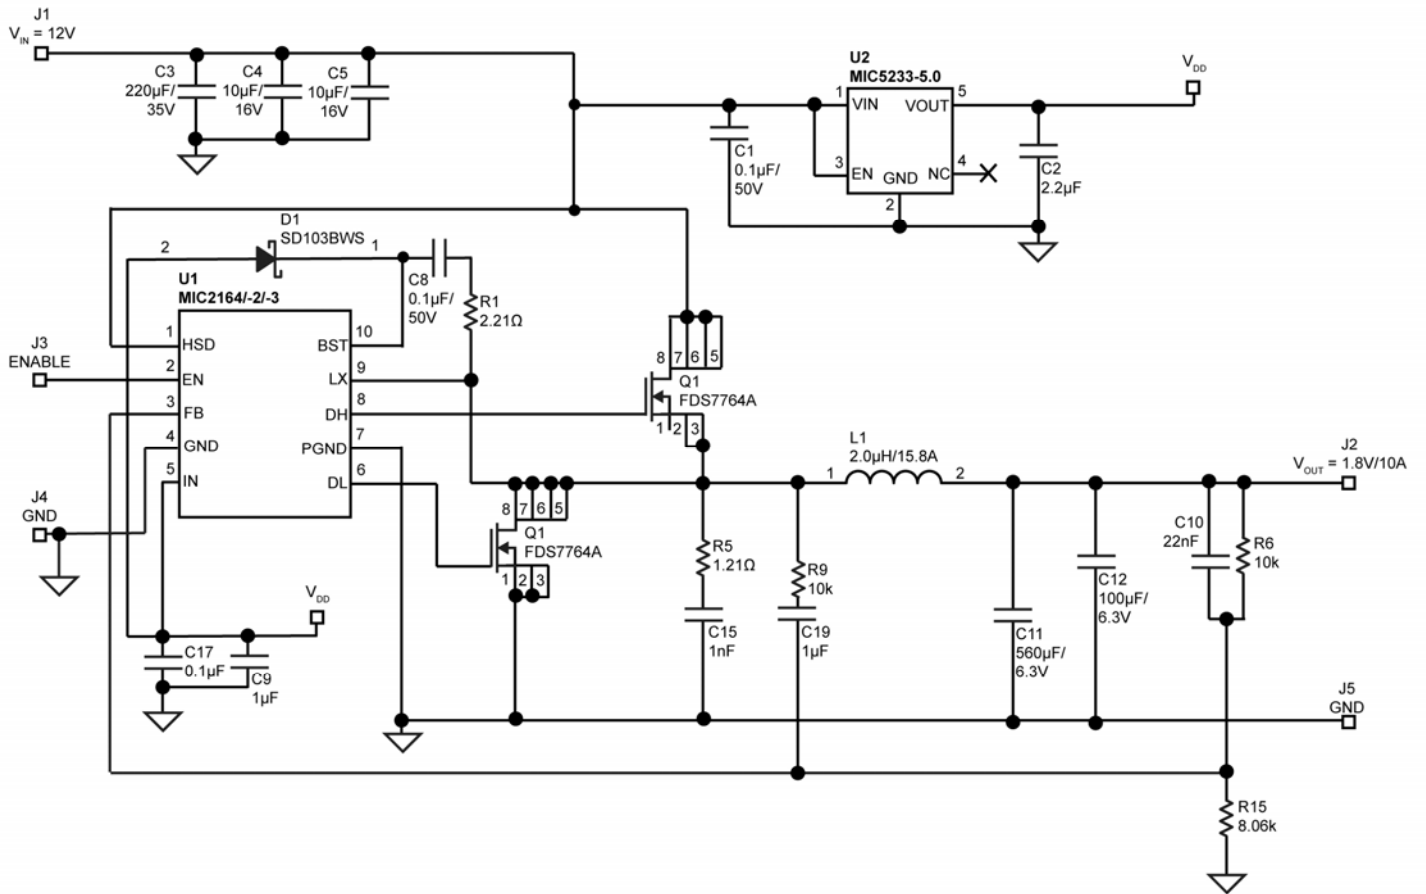 J1
VIN = 12V
C3
220µF/
35V
C4
10µF/
16V
C5
10µF/
16V
U2
MIC5233-5.0
1
VIN
VOUT
5
3
EN
GND
NC
4
2
VDD
C1
0.1µF/
50V
C2
2.2µF
D1
SD103BWS
2
1
C8
0.1µF/
50V
R1
2.21Ω
U1
MIC2164/-2/-3
1
HSD
2
EN
3
FB
4
GND
5
IN
10
BST
9
LX
8
DH
7
PGND
6
DL
J3
ENABLE
J4
GND
8
7
6
5
Q1
FDS7764A
1
2
3
8
7
6
5
Q1
FDS7764A
1
2
3
L1
2.0µH/15.8A
1
2
J2
VOUT = 1.8V/10A
R5
1.21Ω
C15
1nF
R9
10k
C19
1µF
C11
560µF/
6.3V
C12
100µF/
6.3V
C10
22nF
R6
10k
VDD
C17
0.1µF
C9
1µF
J5
GND
R15
8.06k